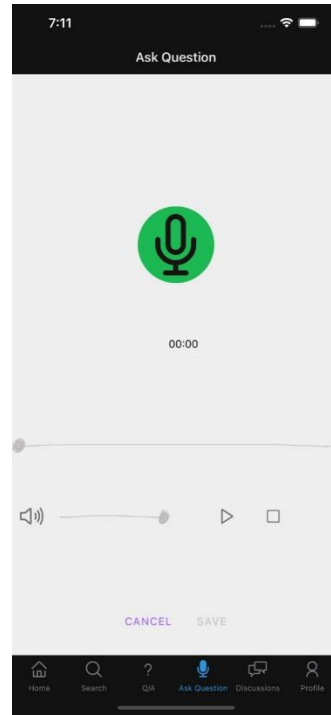 7:11
Ask Question
00:00
CANCEL SAVE
Home Search Q/A Ask Question Discussions Profile